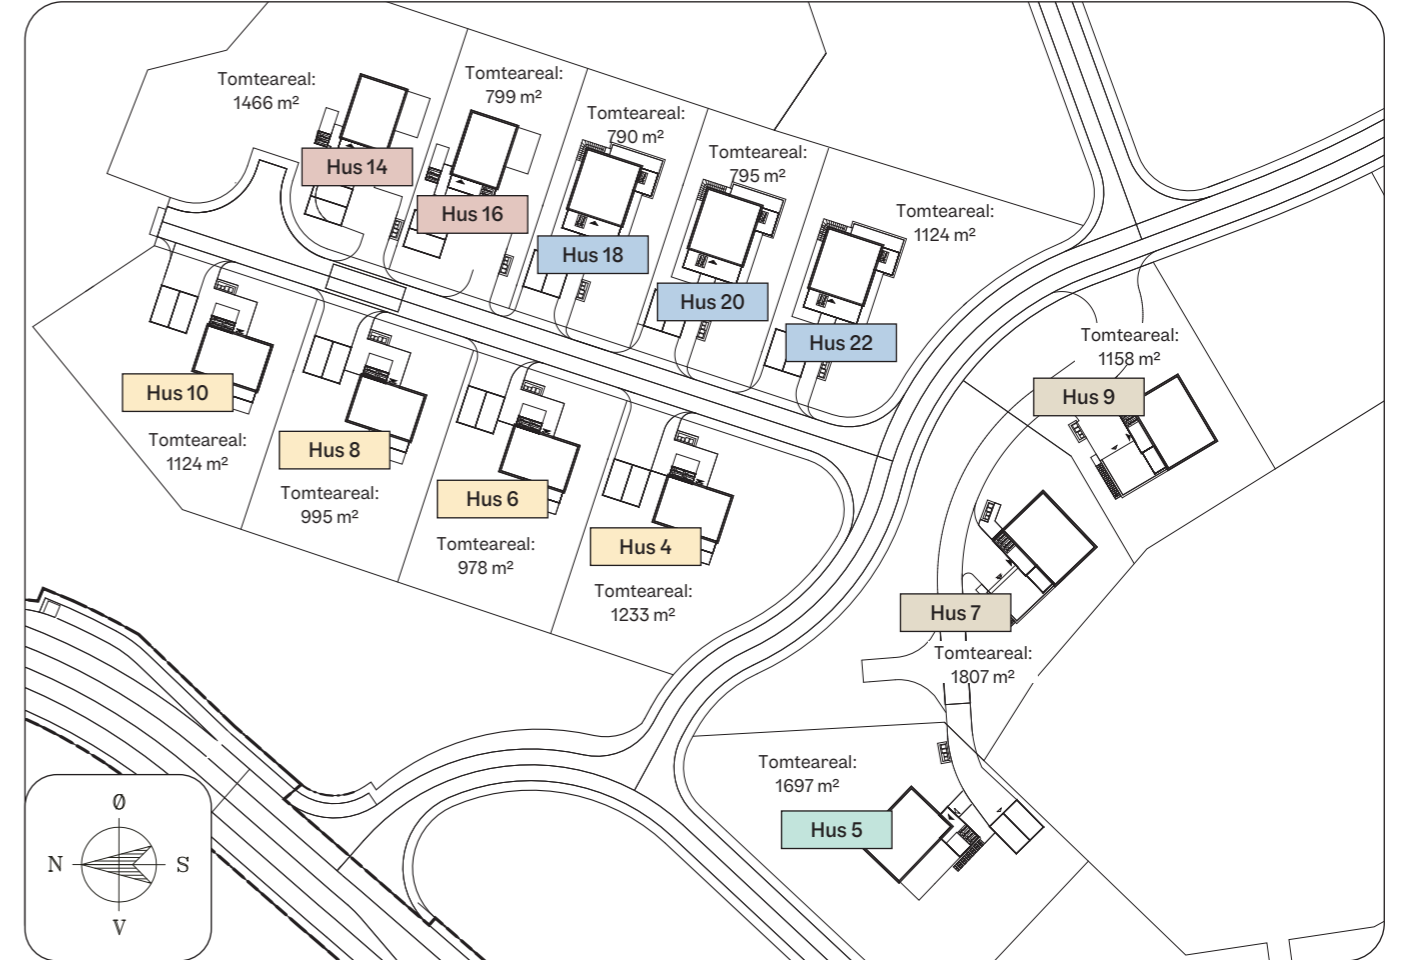 Tomteareal:
1466 m²
Hus 14
Tomteareal:
799 m²
Hus 16
Tomteareal:
790 m²
Hus 18
Tomteareal:
795 m²
Hus 20
Tomteareal:
1124 m²
Hus 22
Tomteareal:
1158 m²
Hus 9
Hus 10
Tomteareal:
1124 m²
Hus 8
Tomteareal:
995 m²
Hus 6
Tomteareal:
978 m²
Hus 4
Tomteareal:
1233 m²
Hus 7
Tomteareal:
1807 m²
Tomteareal:
1697 m²
Hus 5
Ø
N S
V